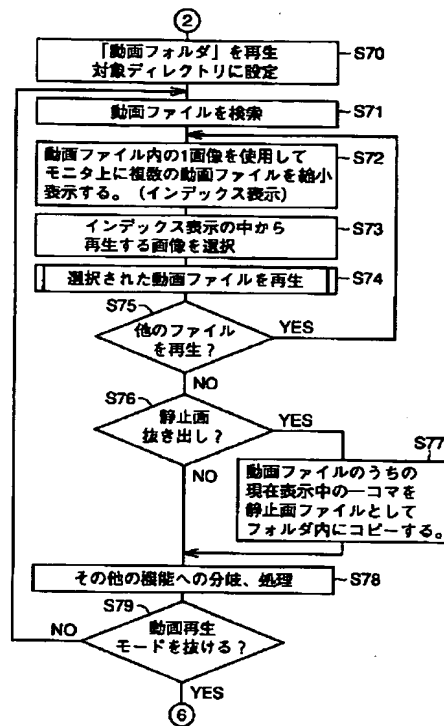 ②
「動画フォルダ」を再生
対象ディレクトリに設定
S70
動画ファイルを検索
S71
動画ファイル内の1画像を使用して
モニタ上に複数の動画ファイルを縮小
表示する。（インデックス表示）
S72
インデックス表示の中から
再生する画像を選択
S73
選択された動画ファイルを再生
S74
S75
他のファイル
を再生？
YES
NO
S76
静止画
抜き出し？
YES
NO
S77
動画ファイルのうちの
現在表示中の一コマを
静止画ファイルとして
フォルダ内にコピーする。
その他の機能への分岐、処理
S78
S79
動画再生
モードを抜ける？
NO
YES
⑥